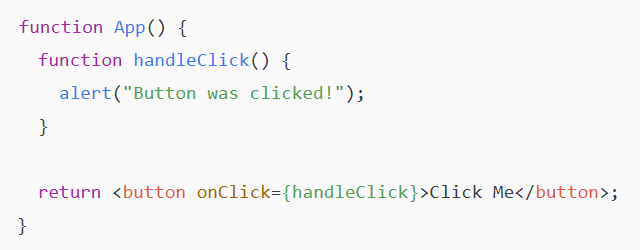 function App() {
  function handleClick() {
    alert("Button was clicked!");
  }

  return <button onClick={handleClick}>Click Me</button>;
}